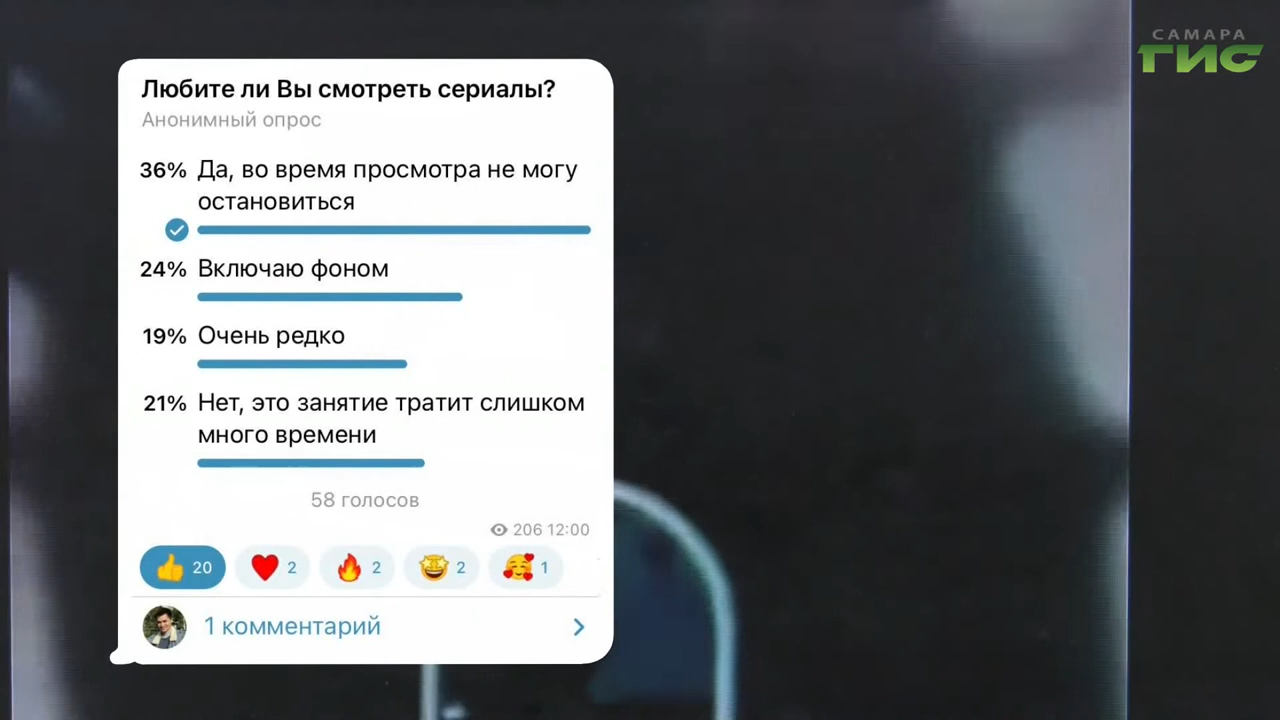 САМАРА
ГИС
Любите ли Вы смотреть сериалы?
Анонимный опрос
36% Да, во время просмотра не могу
остановиться
24% Включаю фоном
19% Очень редко
21% Нет, это занятие тратит слишком
много времени
58 голосов
206 12:00
20 2 2 2 1
1 комментарий